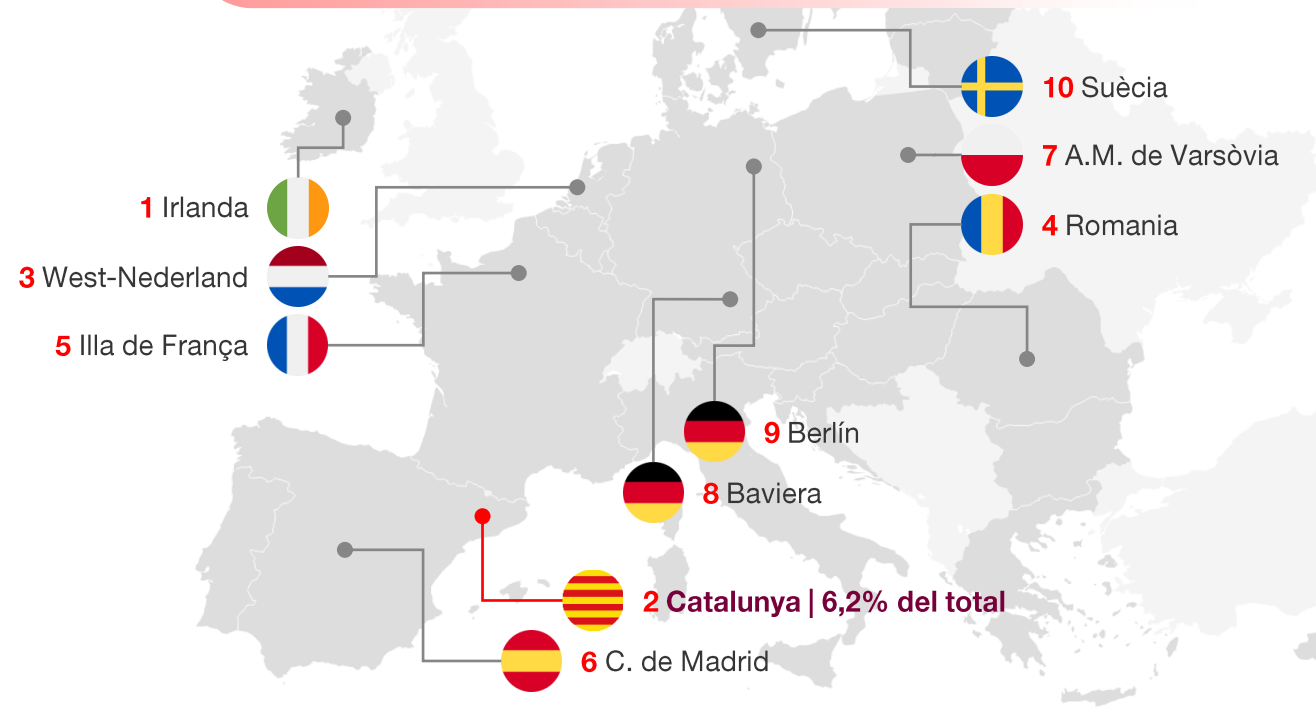 10 Suècia
7 A.M. de Varsòvia
1 Irlanda
4 Romania
3 West-Nederland
5 Illa de França
9 Berlín
8 Baviera
2 Catalunya | 6,2% del total
6 C. de Madrid